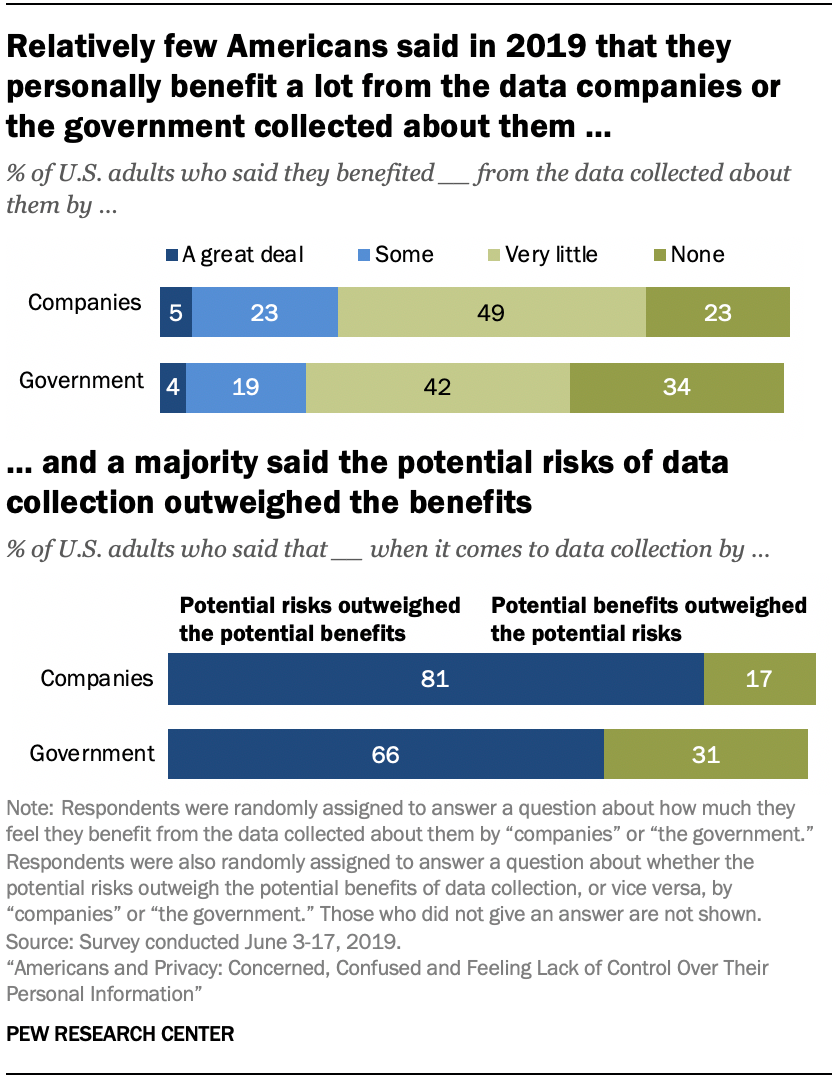 Relatively few Americans said in 2019 that they
personally benefit a lot from the data companies or
the government collected about them ...
% of U.S. adults who said they benefited __ from the data collected about
them by ...
A great deal Some Very little None
Companies 5 23 49 23
Government 4 19 42 34
... and a majority said the potential risks of data
collection outweighed the benefits
% of U.S. adults who said that __ when it comes to data collection by ...
Potential risks outweighed Potential benefits outweighed
the potential benefits the potential risks
Companies 81 17
Government 66 31
Note: Respondents were randomly assigned to answer a question about how much they
feel they benefit from the data collected about them by “companies” or “the government.”
Respondents were also randomly assigned to answer a question about whether the
potential risks outweigh the potential benefits of data collection, or vice versa, by
“companies” or “the government.” Those who did not give an answer are not shown.
Source: Survey conducted June 3-17, 2019.
“Americans and Privacy: Concerned, Confused and Feeling Lack of Control Over Their
Personal Information”
PEW RESEARCH CENTER